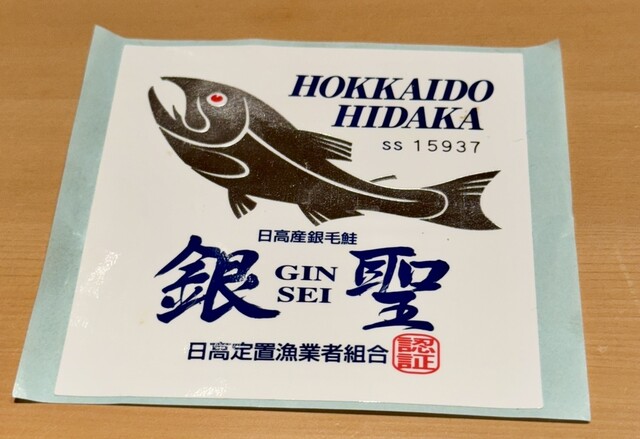 HOKKAIDO
HIDAKA
SS 15937
日高産銀毛鮭
銀 GIN SEI 聖
日高定置漁業者組合 認証